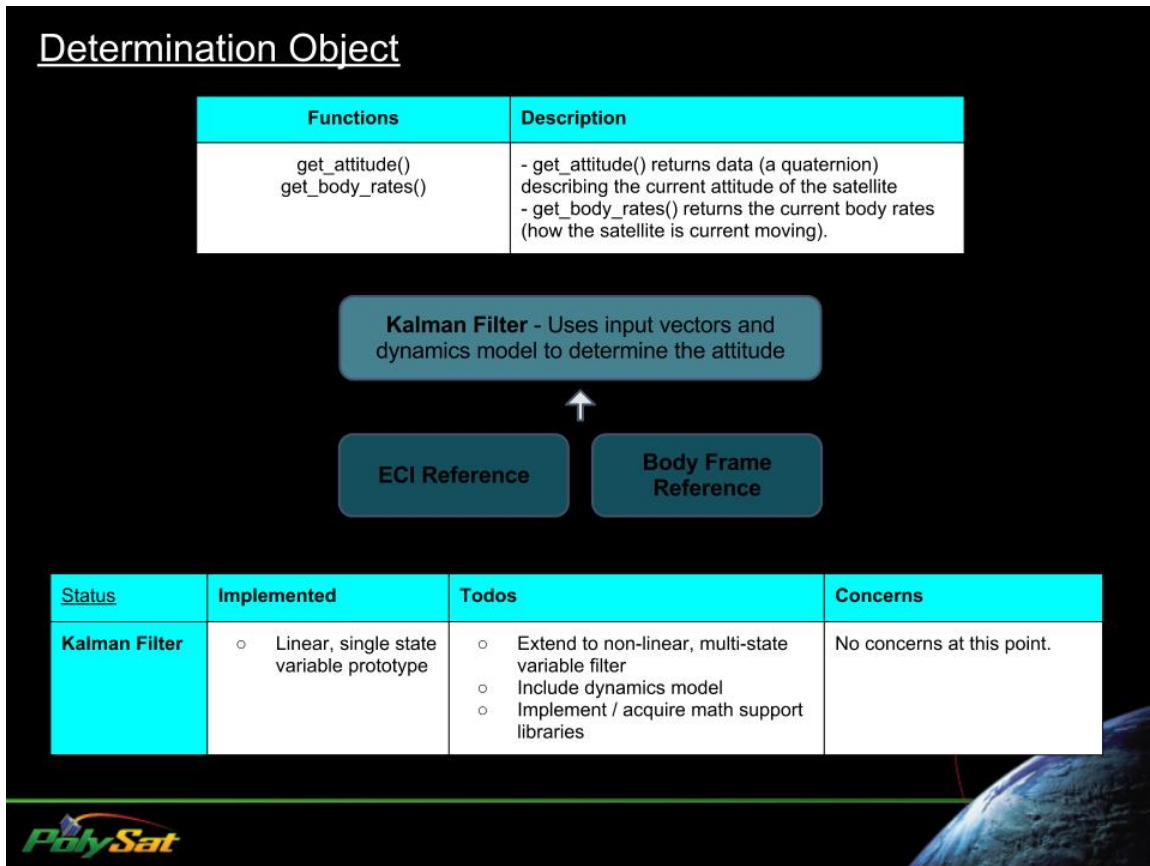 Determination Object
Functions
Description
get_attitude()
get_body_rates()
- get_attitude() returns data (a quaternion)
describing the current attitude of the satellite
- get_body_rates() returns the current body rates
(how the satellite is current moving).
Kalman Filter - Uses input vectors and
dynamics model to determine the attitude
ECI Reference
Body Frame
Reference
Status
Implemented
Todos
Concerns
Kalman Filter
○ Linear, single state
variable prototype
○ Extend to non-linear, multi-state
variable filter
○ Include dynamics model
○ Implement / acquire math support
libraries
No concerns at this point.
PolySat